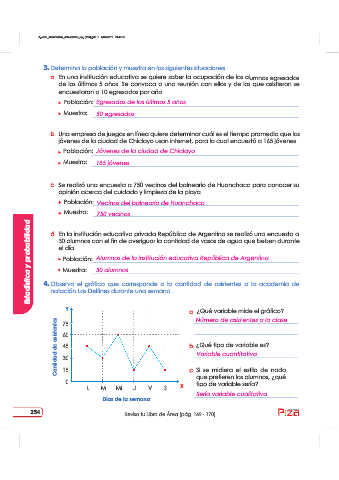 3. Determina la población y muestra en las siguientes situaciones
a En una institución educativa se quiere saber la ocupación de los alumnos egresados
de los últimos 5 años. Se convoca a una reunión con ellos y de los que asistieron se
encuestaron a 10 egresados por año
• Población: Egresados de los últimos 5 años
• Muestra: 50 egresados
b Una empresa de juegos en línea quiere determinar cuál es el tiempo promedio que los
jóvenes de la ciudad de Chiclayo usan internet, para lo cual encuestó a 165 jóvenes
• Población: Jóvenes de la ciudad de Chiclayo
• Muestra: 165 jóvenes
c Se realizó una encuesta a 750 vecinos del balneario de Huanchaco para conocer su
opinión acerca del cuidado y limpieza de la playa
• Población: Vecinos del balneario de Huanchaco
• Muestra: 750 vecinos
d En la institución educativa privada República de Argentina se realizó una encuesta a
30 alumnos con el fin de averiguar la cantidad de vasos de agua que beben durante
el día
• Población: Alumnos de la institución educativa República de Argentina
• Muestra: 30 alumnos
Estadística y probabilidad
4. Observa el gráfico que corresponde a la cantidad de asistentes a la academia de
natación Los Delfines durante una semana
Y
Cantidad de asistentes
75
60
45
30
15
0
L M Mi J V S X
Días de la semana
a ¿Qué variable mide el gráfico?
Número de asistentes a la clase
b ¿Qué tipo de variable es?
Variable cuantitativa
c Si se midiera el estilo de nado
que prefieren los alumnos, ¿qué
tipo de variable sería?
Sería variable cualitativa
254
Revisa tu Libro de Área (pág. 169 - 170)